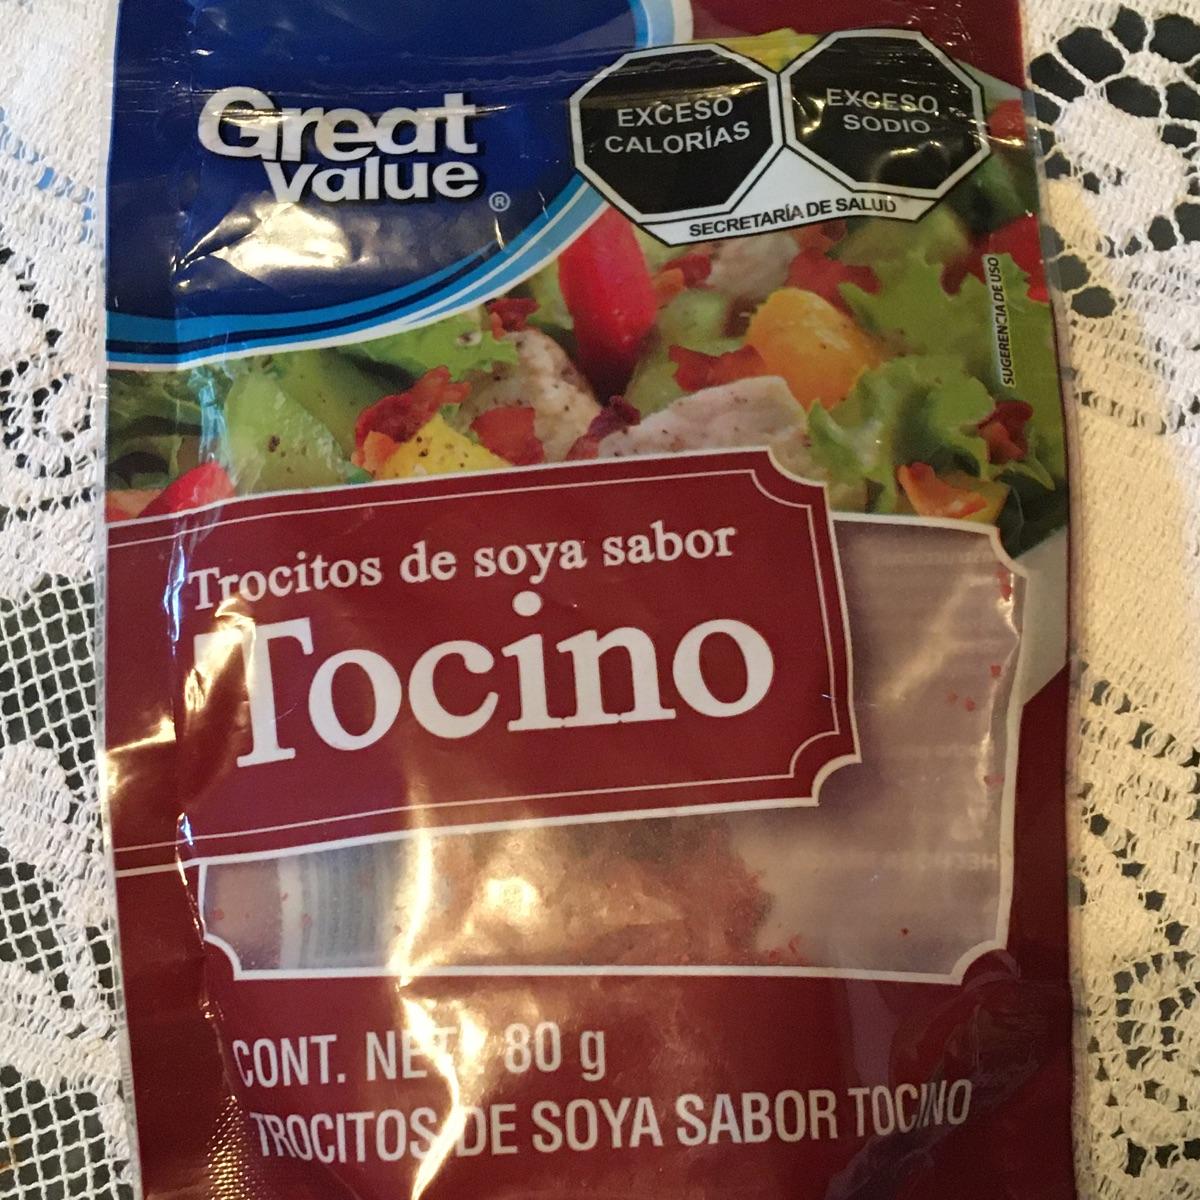 Great
Value
®
EXCESO
CALORÍAS
EXCESO
SODIO
SECRETARÍA DE SALUD
SUGERENCIA DE USO
Trocitos de soya sabor
Tocino
CONT. NET. 80 g
TROCITOS DE SOYA SABOR TOCINO